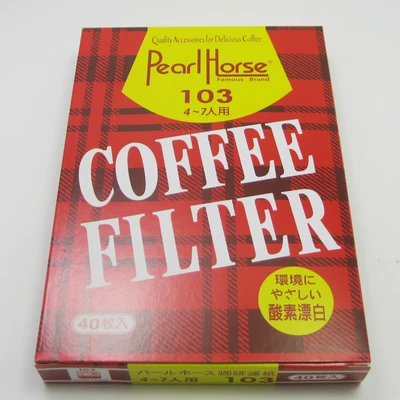 Quality Accessories for Delicious Coffee
Pearl Horse
Famous Brand
103
4~7人用
COFFEE
FILTER
環境に
やさしい
酸素漂白
40枚入
103
パールホース 珈琲濾紙
4~7人用 103
40枚入